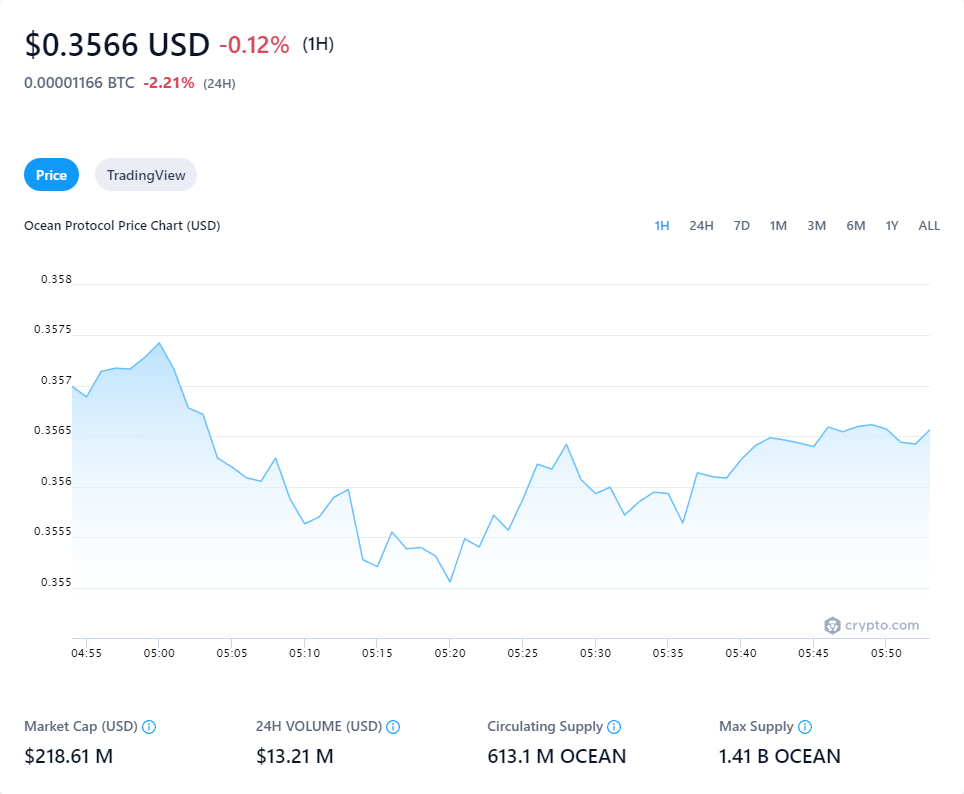 $0.3566 USD -0.12% (1H)
0.00001166 BTC -2.21% (24H)
Price TradingView
Ocean Protocol Price Chart (USD) 1H 24H 7D 1M 3M 6M 1Y ALL
0.358
0.3575
0.357
0.3565
0.356
0.3555
0.355
crypto.com
04:55 05:00 05:05 05:10 05:15 05:20 05:25 05:30 05:35 05:40 05:45 05:50
Market Cap (USD) 24H VOLUME (USD) Circulating Supply Max Supply
$218.61 M $13.21 M 613.1 M OCEAN 1.41 B OCEAN